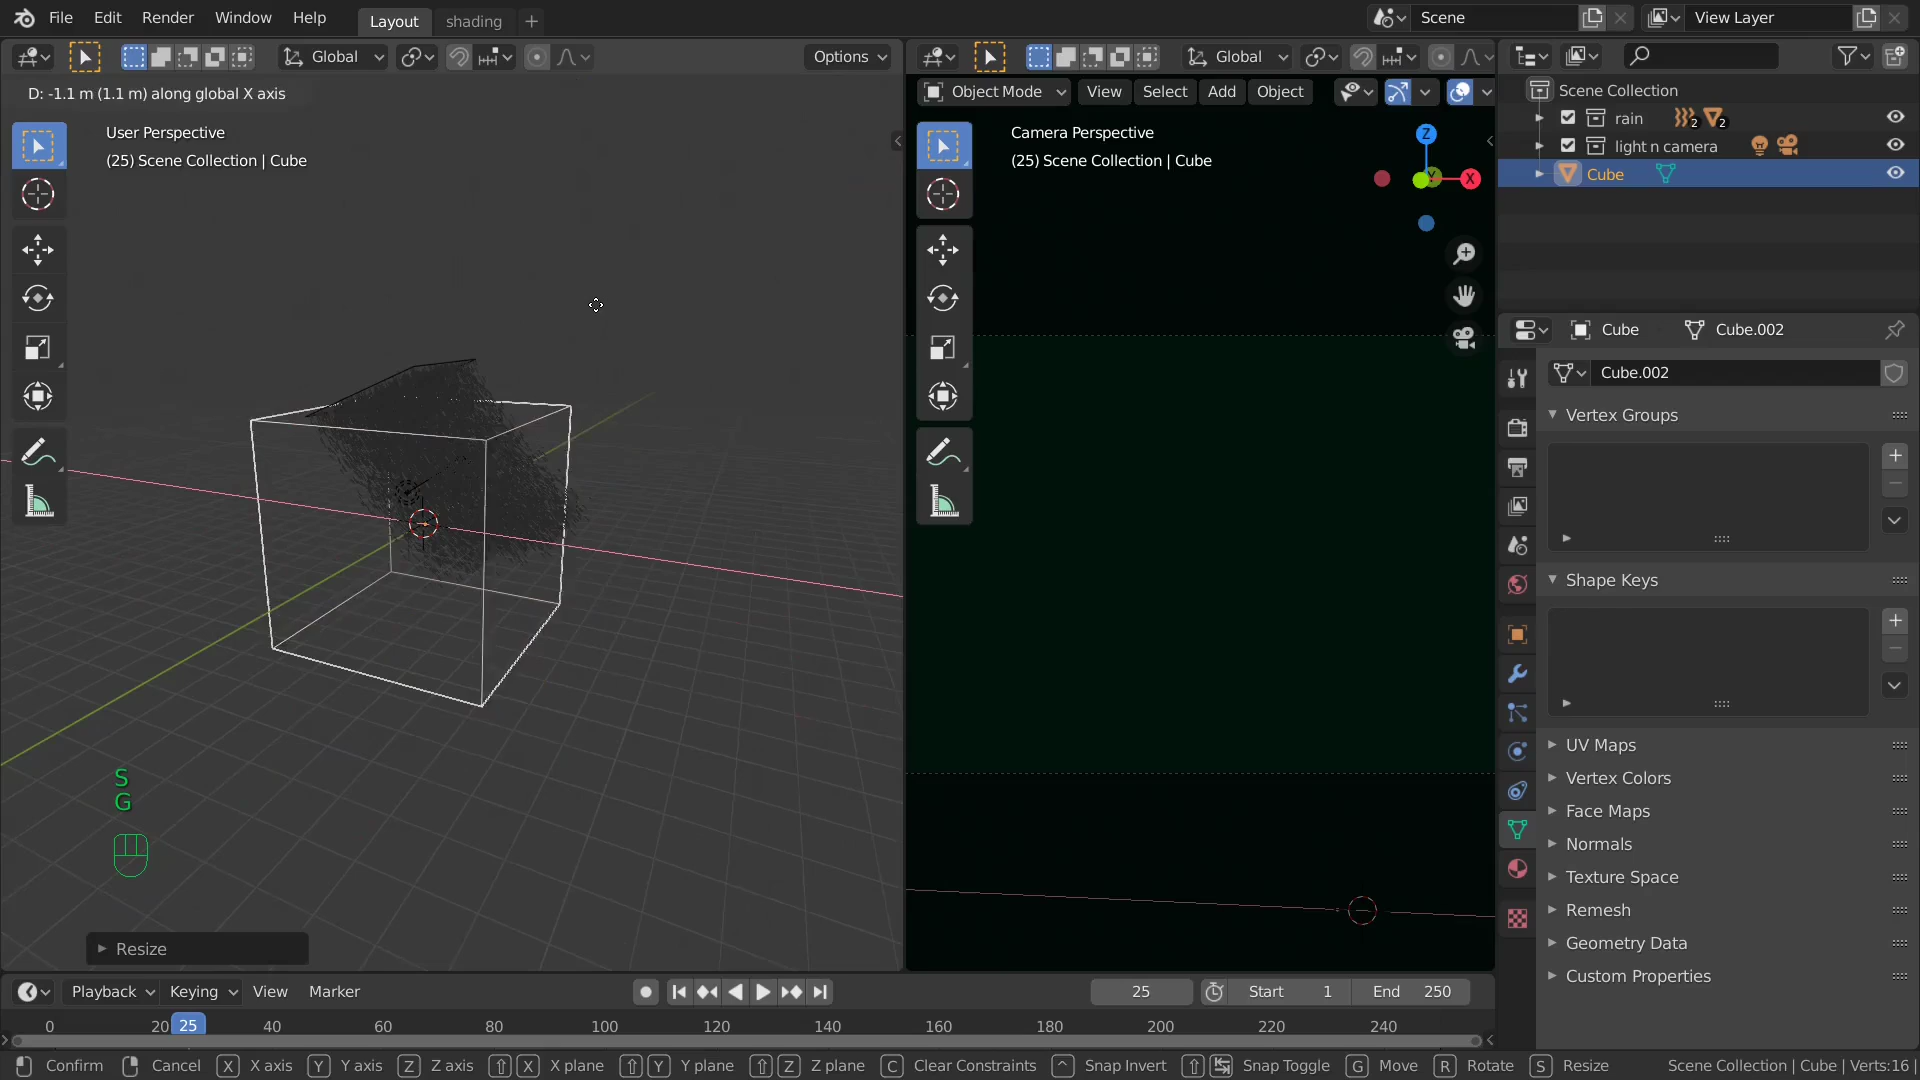 File Edit Render Window Help Layout shading + Scene View Layer
Global Options Global
D: -1.1 m (1.1 m) along global X axis
Object Mode View Select Add Object
Scene Collection
rain 2 2
light n camera
Cube
User Perspective
(25) Scene Collection | Cube
Camera Perspective
(25) Scene Collection | Cube
Z
Y
X
Cube Cube.002
Cube.002
Vertex Groups
Shape Keys
UV Maps
Vertex Colors
Face Maps
Normals
Texture Space
Remesh
Geometry Data
Custom Properties
S
G
Resize
Playback Keying View Marker 25 Start 1 End 250
0 20 25 40 60 80 100 120 140 160 180 200 220 240
Confirm Cancel X X axis Y Y axis Z Z axis X X plane Y Y plane Z Z plane C Clear Constraints ^ Snap Invert Snap Toggle G Move R Rotate S Resize Scene Collection | Cube | Verts:16 |